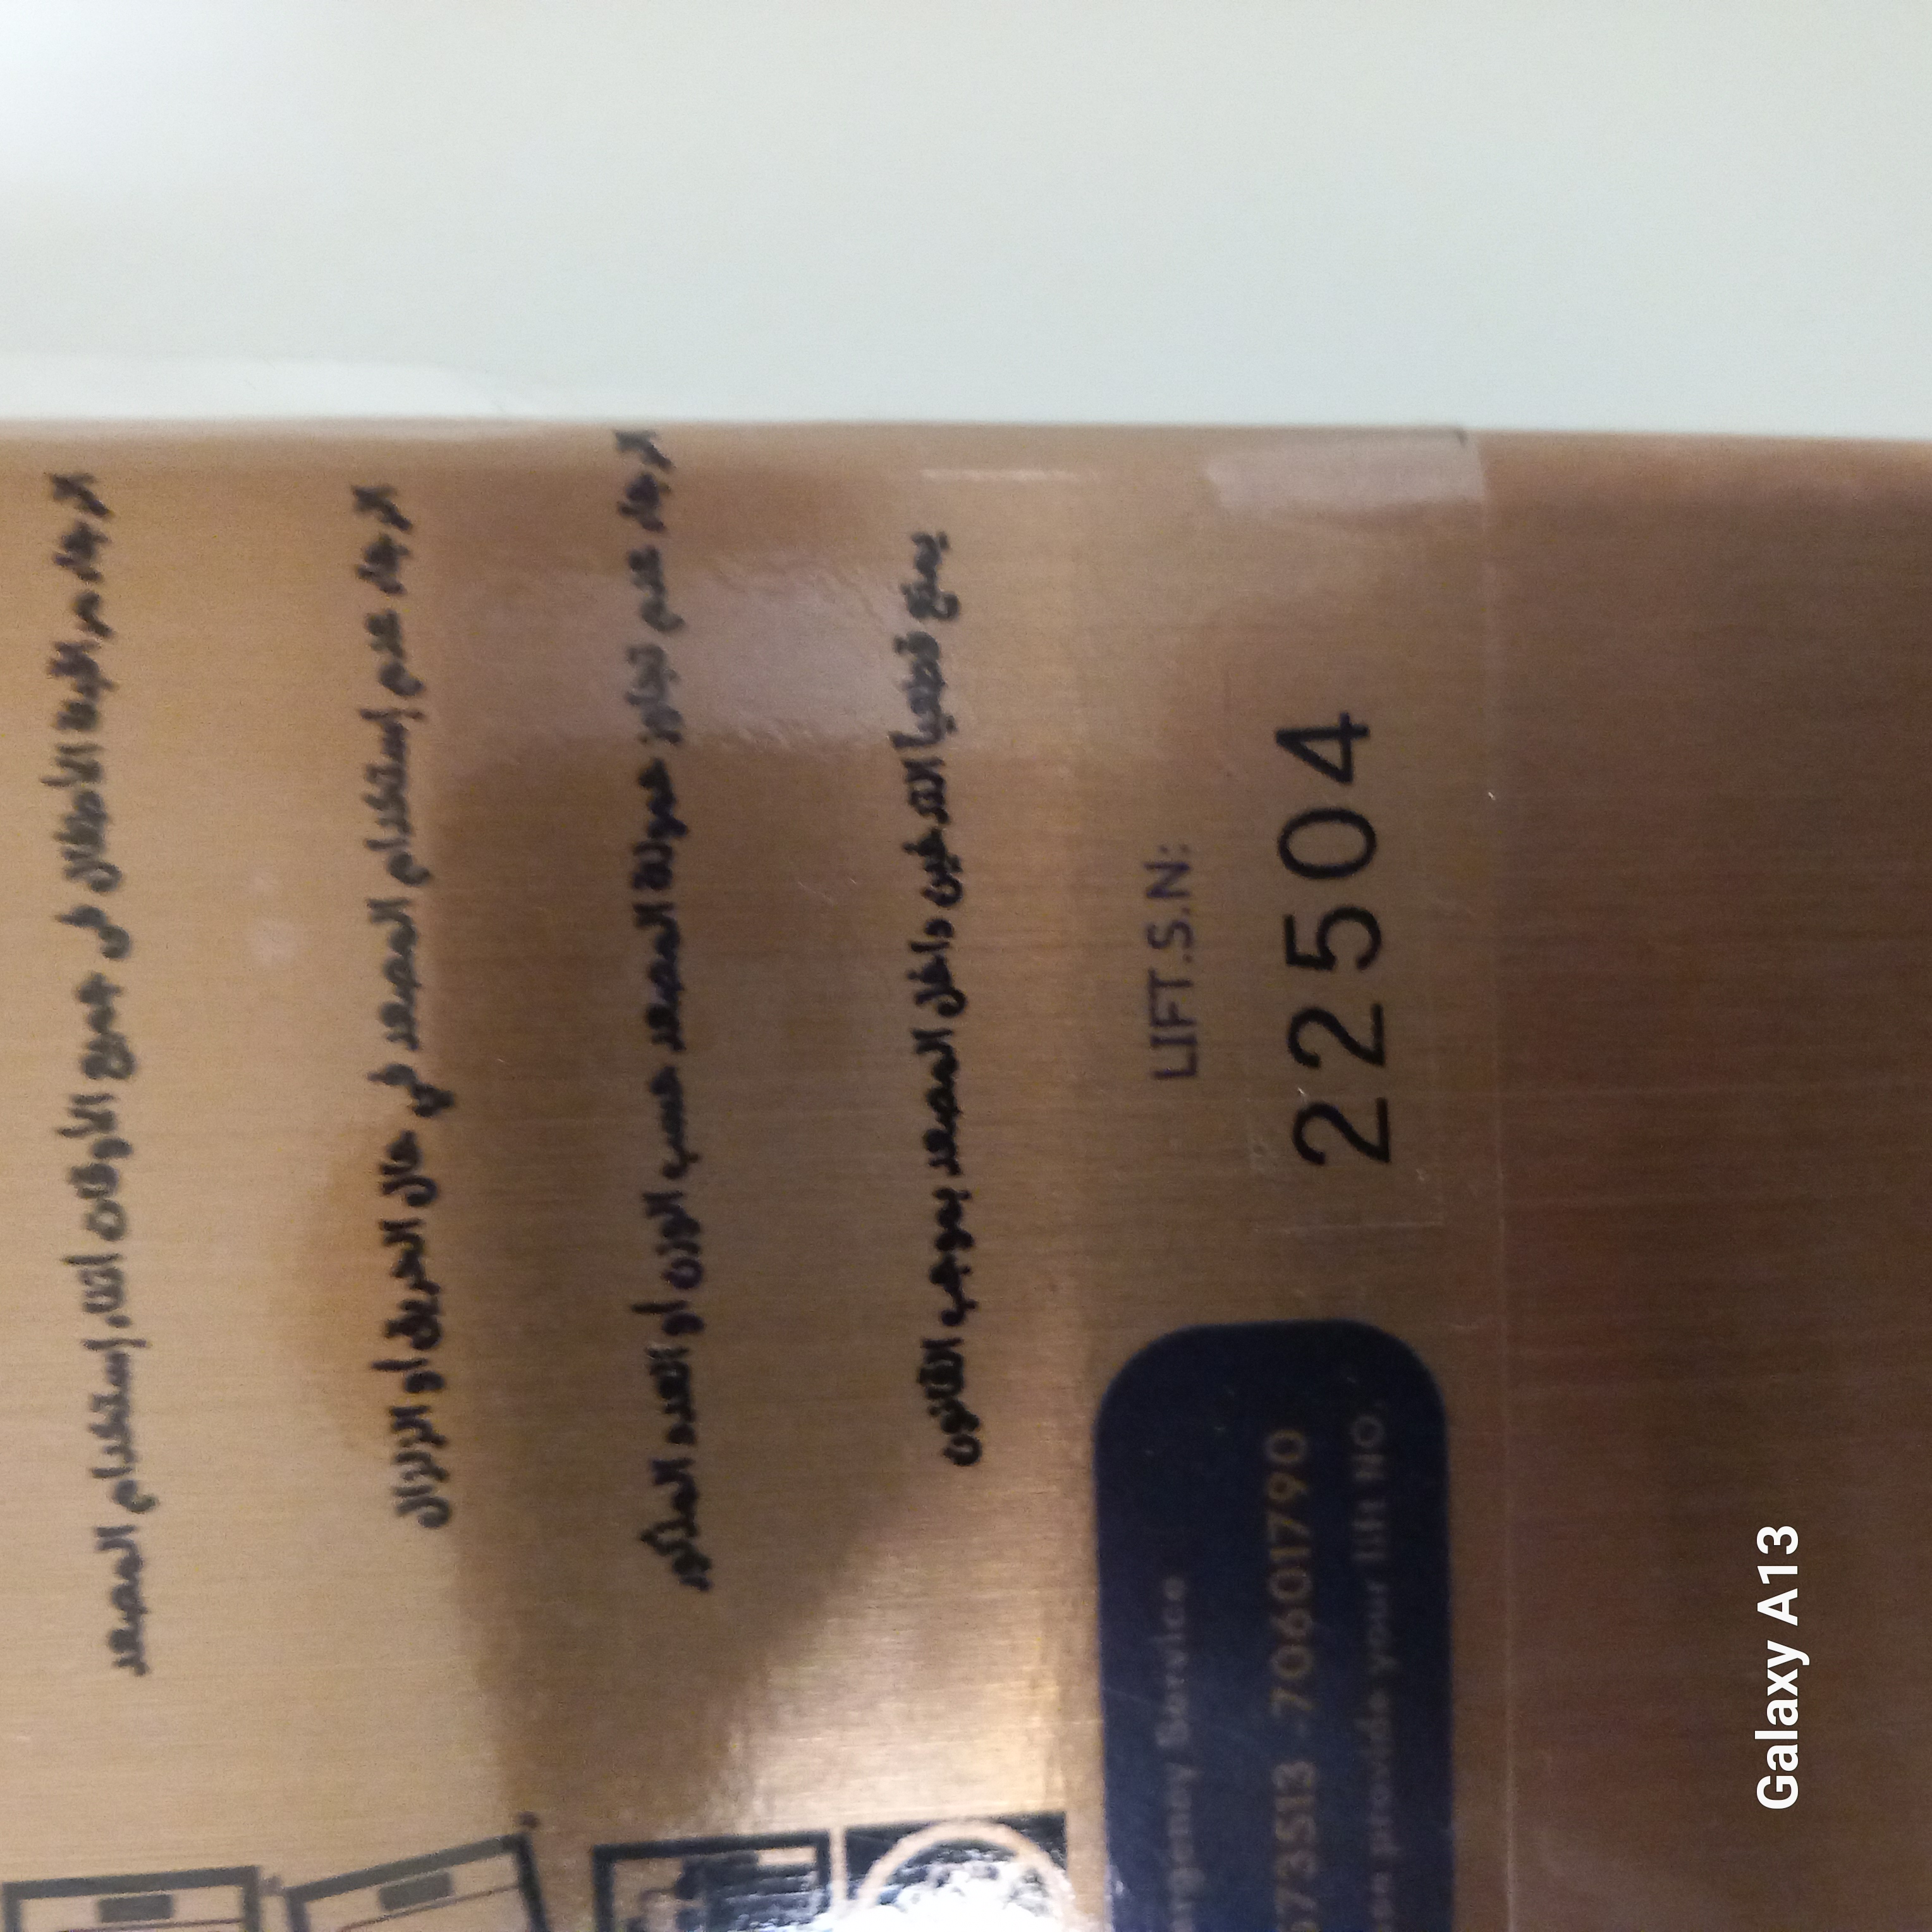 الرجاء مراقبة الأطفال في جميع الأوقات أثناء إستخدام المصعد
الرجاء عدم إستخدام المصعد في حال الحريق أو الزلزال
الرجاء عدم تجاوز حمولة المصعد حسب الوزن أو العدد المذكور
يمنع قطعياً التدخين داخل المصعد بموجب القانون
LIFT.S.N:
22504
Service
73513 -70601790
provide your lift NO.
Galaxy A13